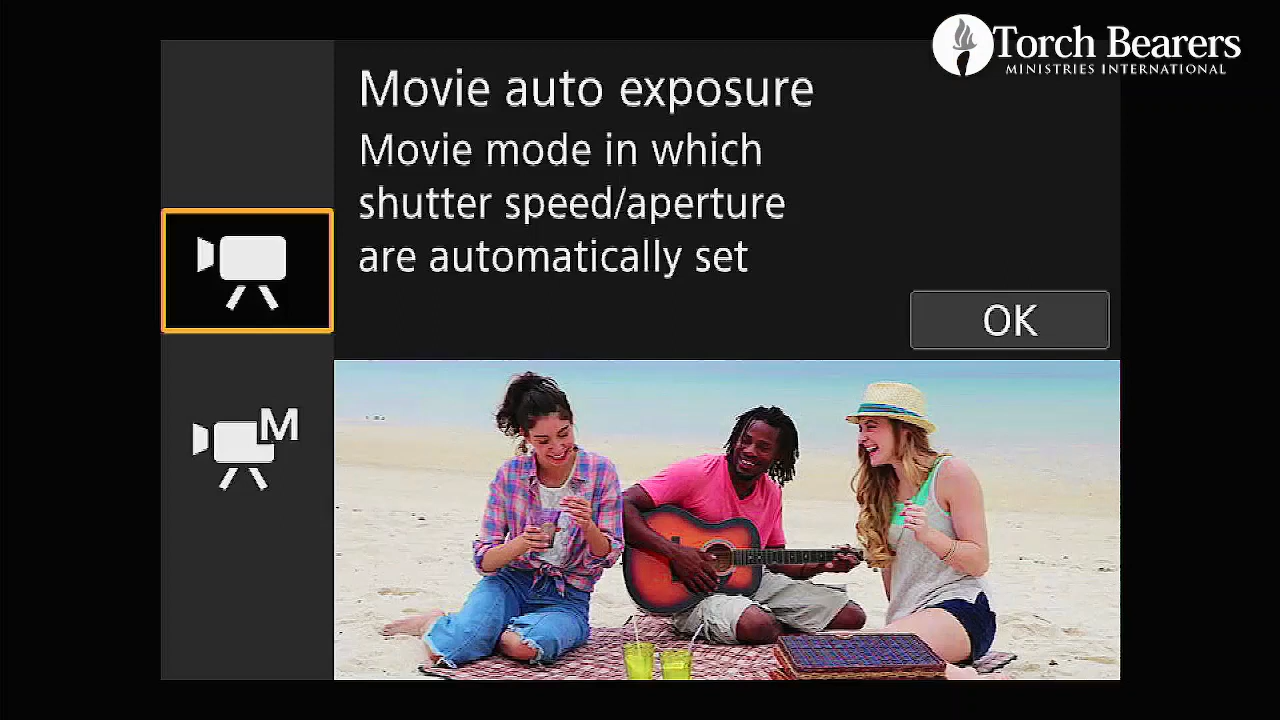 Torch Bearers
MINISTRIES INTERNATIONAL
Movie auto exposure
Movie mode in which
shutter speed/aperture
are automatically set
OK
M